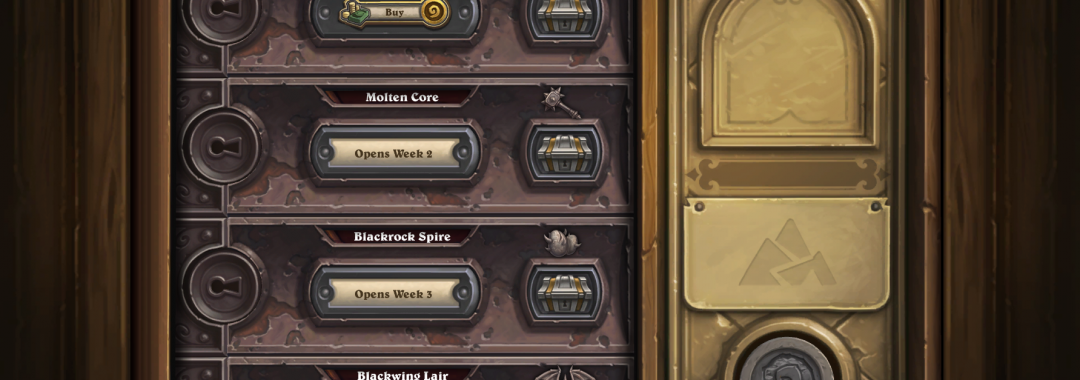 Buy
Molten Core
Opens Week 2
Blackrock Spire
Opens Week 3
Blackwing Lair